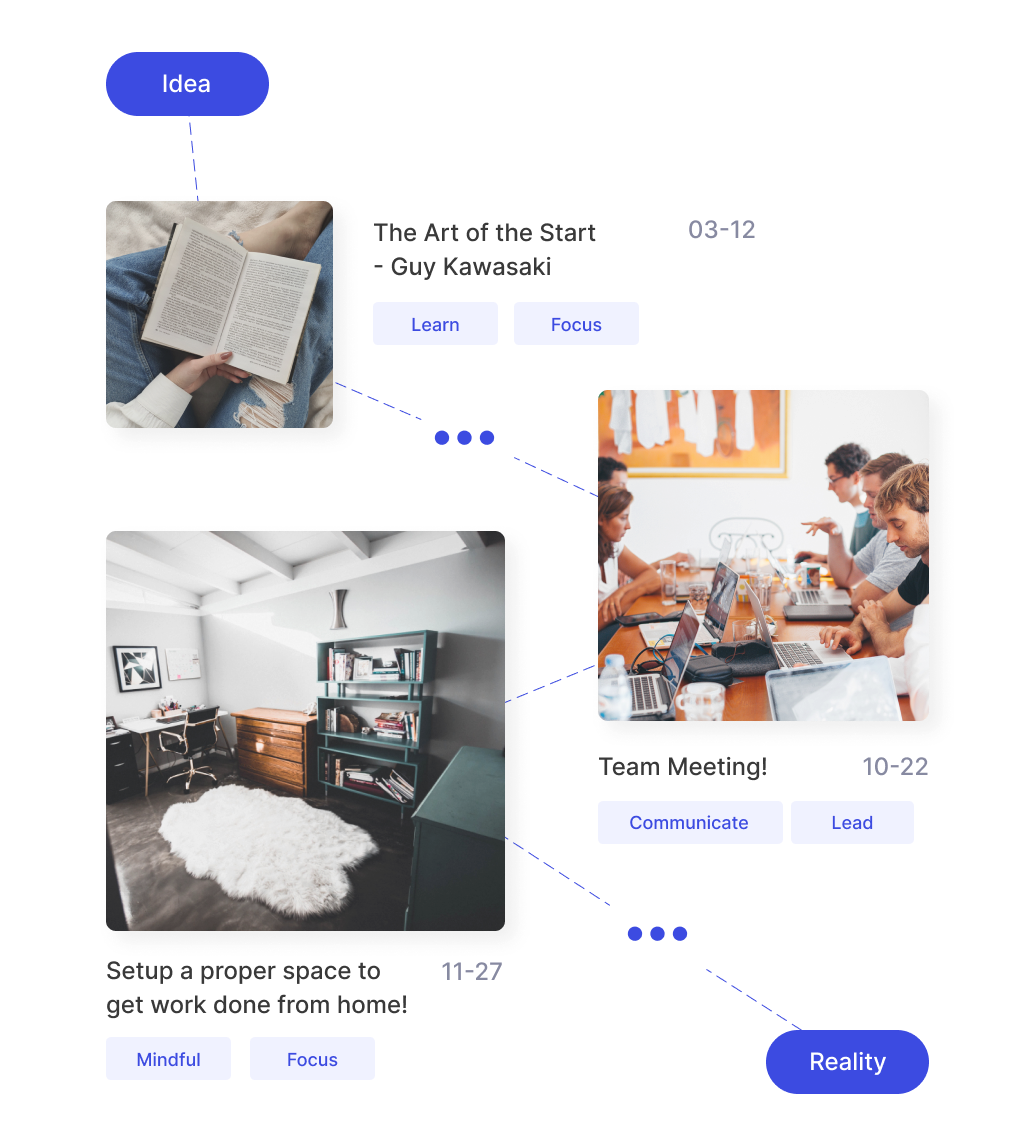 Idea
The Art of the Start
- Guy Kawasaki
03-12
Learn
Focus
Team Meeting!
10-22
Communicate
Lead
Setup a proper space to
get work done from home!
11-27
Mindful
Focus
Reality